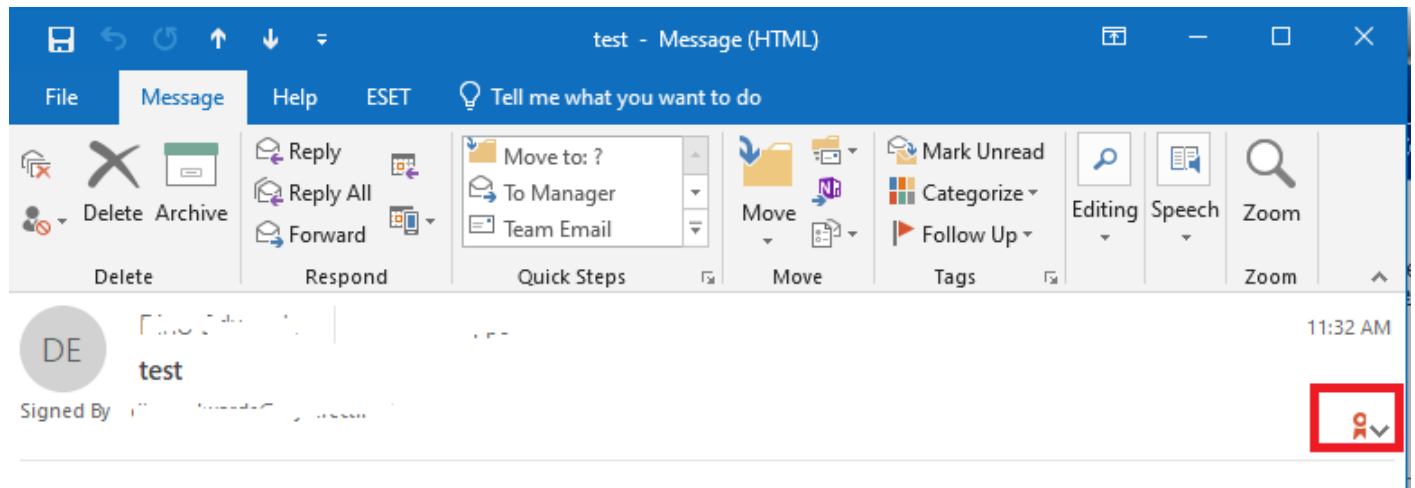 test - Message (HTML)
File Message Help ESET Tell me what you want to do
Delete Archive
Reply
Reply All
Forward
Move to: ?
To Manager
Team Email
Move
Mark Unread
Categorize
Follow Up
Editing Speech Zoom
Delete Respond Quick Steps Move Tags Zoom
DE
11:32 AM
test
Signed By